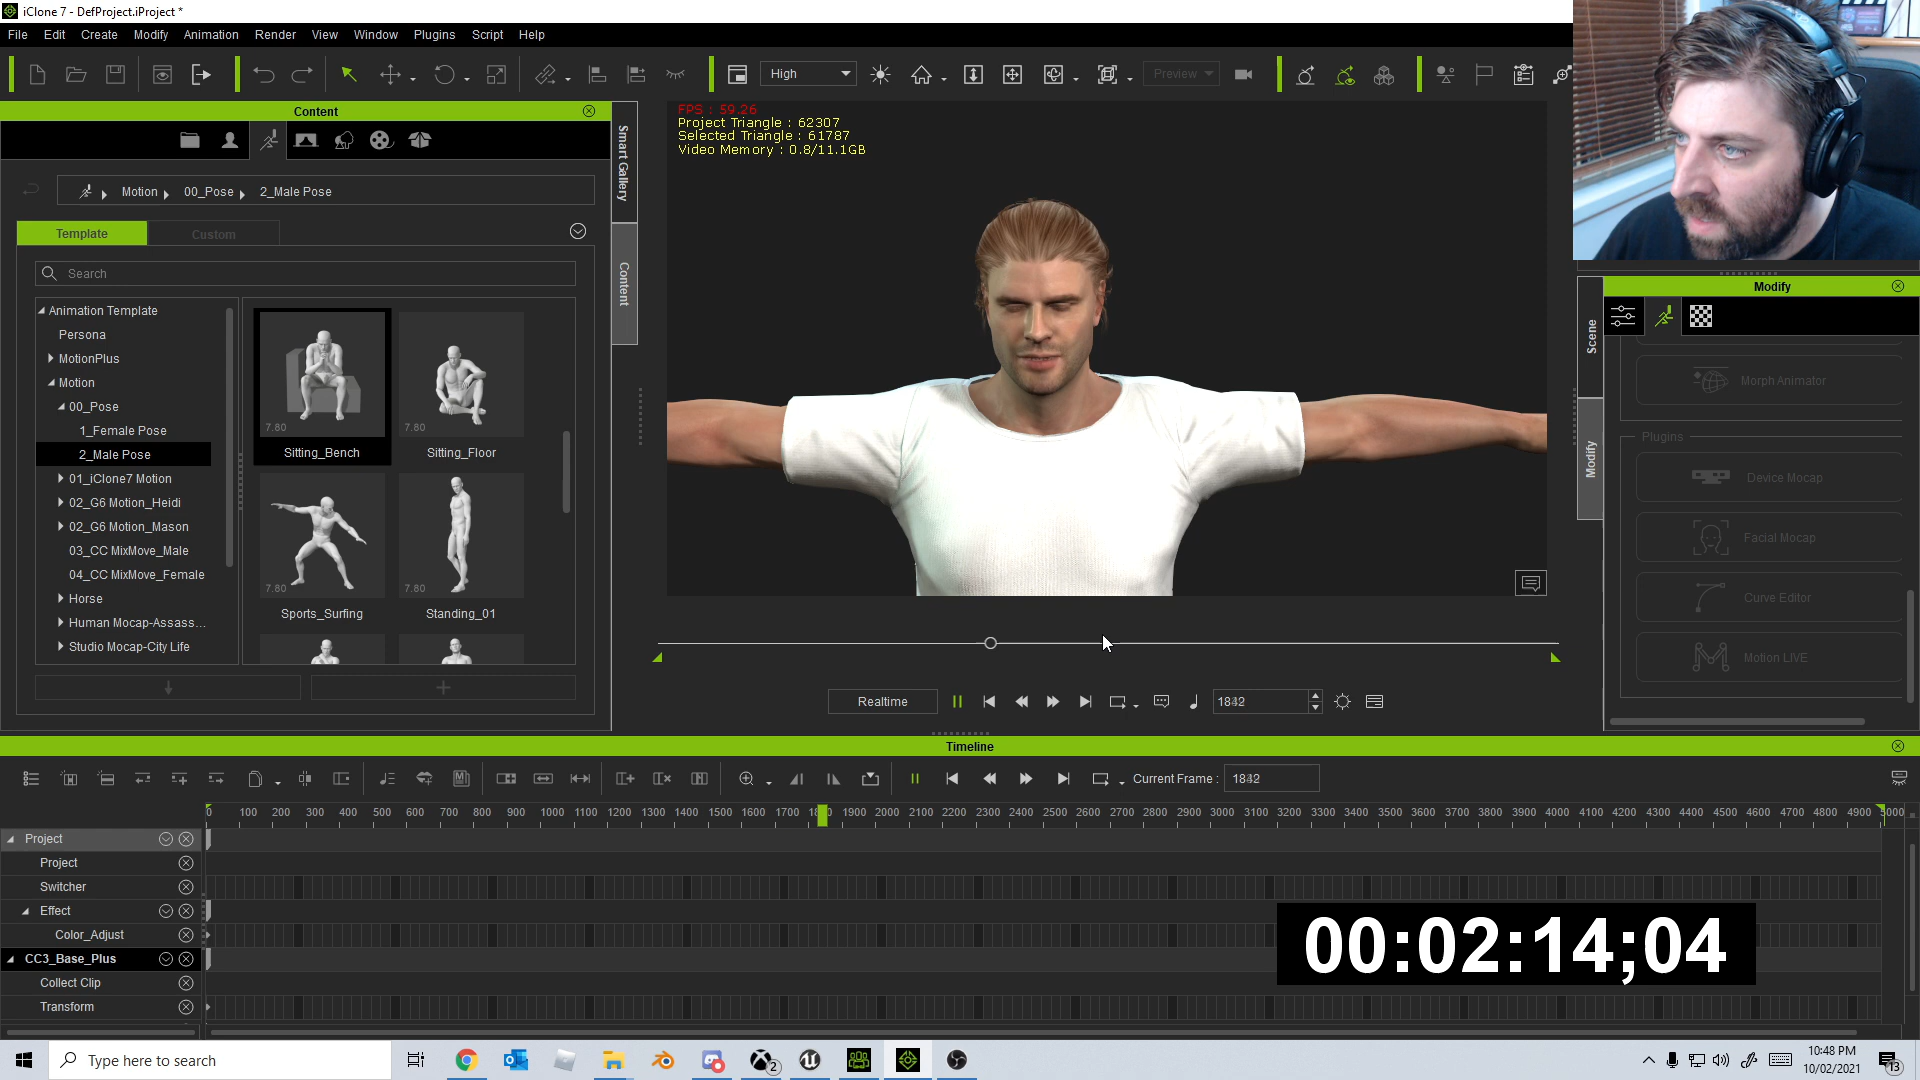 iClone 7 - DefProject.iProject *
File Edit Create Modify Animation Render View Window Plugins Script Help
High
Preview
Content
Motion 00_Pose 2_Male Pose
Template
Custom
Search
Animation Template
Persona
MotionPlus
Motion
00_Pose
1_Female Pose
2_Male Pose
01_iClone7 Motion
02_G6 Motion_Heidi
02_G6 Motion_Mason
03_CC MixMove_Male
04_CC MixMove_Female
Horse
Human Mocap-Assass...
Studio Mocap-City Life
7.80
Sitting_Bench
7.80
Sitting_Floor
7.80
Sports_Surfing
7.80
Standing_01
Smart Gallery
Content
FPS : 59.26
Project Triangle : 62307
Selected Triangle : 61787
Video Memory : 0.8/11.1GB
Realtime
1842
Scene
Modify
Modify
Morph Animator
Plugins
Device Mocap
Facial Mocap
Curve Editor
Motion LIVE
Timeline
Current Frame : 1842
0 100 200 300 400 500 600 700 800 900 1000 1100 1200 1300 1400 1500 1600 1700 1900 2000 2100 2200 2300 2400 2500 2600 2700 2800 2900 3000 3100 3200 3300 3400 3500 3600 3700 3800 3900 4000 4100 4200 4300 4400 4500 4600 4700 4800 4900 5000
Project
Project
Switcher
Effect
Color_Adjust
CC3_Base_Plus
Collect Clip
Transform
00:02:14;04
Type here to search
2
10:48 PM
10/02/2021
13